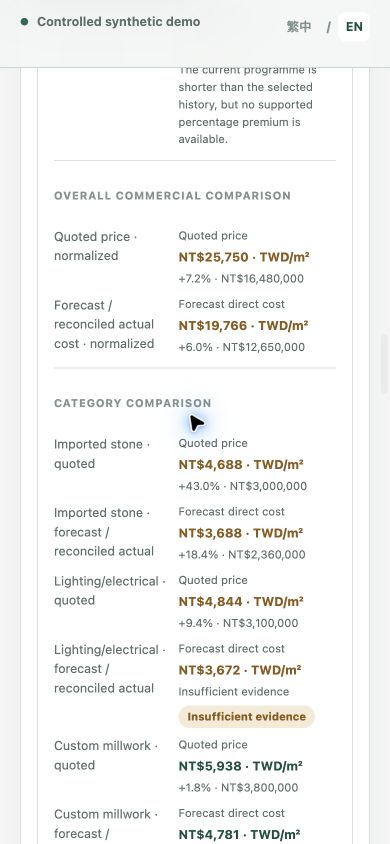 Controlled synthetic demo
繁中 / EN
The current programme is
shorter than the selected
history, but no supported
percentage premium is
available.
OVERALL COMMERCIAL COMPARISON
Quoted price ·
normalized
Quoted price
NT$25,750 · TWD/m²
+7.2% · NT$16,480,000
Forecast /
reconciled actual
cost · normalized
Forecast direct cost
NT$19,766 · TWD/m²
+6.0% · NT$12,650,000
CATEGORY COMPARISON
Imported stone ·
quoted
Quoted price
NT$4,688 · TWD/m²
+43.0% · NT$3,000,000
Imported stone ·
forecast /
reconciled actual
Forecast direct cost
NT$3,688 · TWD/m²
+18.4% · NT$2,360,000
Lighting/electrical ·
quoted
Quoted price
NT$4,844 · TWD/m²
+9.4% · NT$3,100,000
Lighting/electrical ·
forecast /
reconciled actual
Forecast direct cost
NT$3,672 · TWD/m²
Insufficient evidence
Insufficient evidence
Custom millwork ·
quoted
Quoted price
NT$5,938 · TWD/m²
+1.8% · NT$3,800,000
Custom millwork ·
forecast /
Forecast direct cost
NT$4,781 · TWD/m²